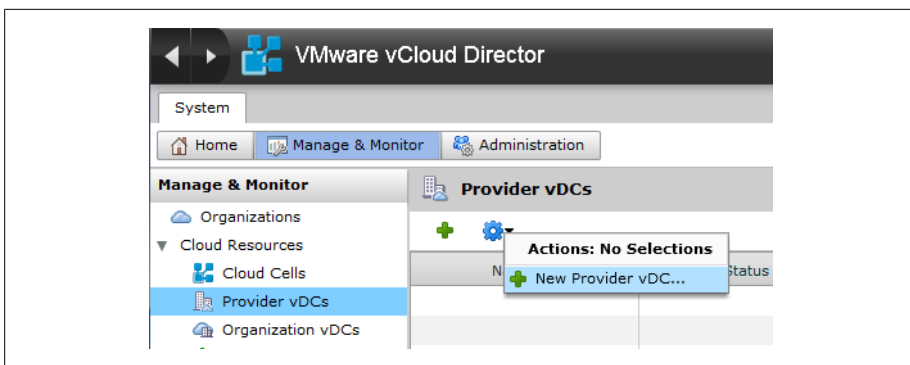 VMware vCloud Director
System
Home Manage & Monitor Administration
Manage & Monitor
Provider vDCs
Organizations
Cloud Resources
Actions: No Selections
Cloud Cells
Status
New Provider vDC...
Provider vDCs
Organization vDCs